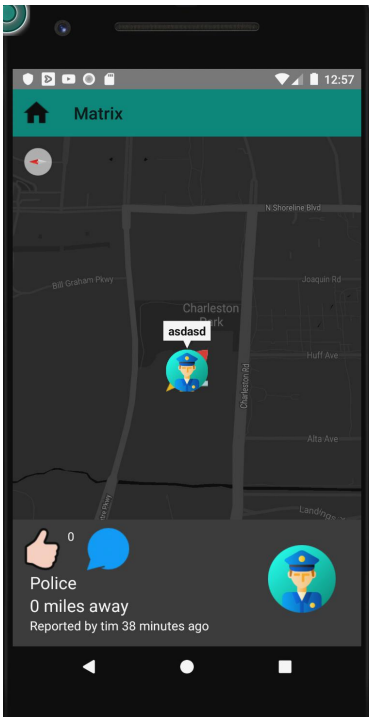 12:57
Matrix
N Shoreline Blvd
Bill Graham Pkwy
Joaquin Rd
Charleston
Park
asdasd
Huff Ave
Charleston Rd
Alta Ave
0
Police
0 miles away
Reported by tim 38 minutes ago